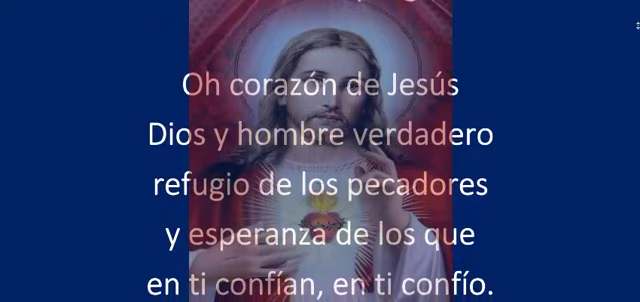 Oh corazón de Jesús
Dios y hombre verdadero
refugio de los pecadores
y esperanza de los que
en ti confían, en ti confío.